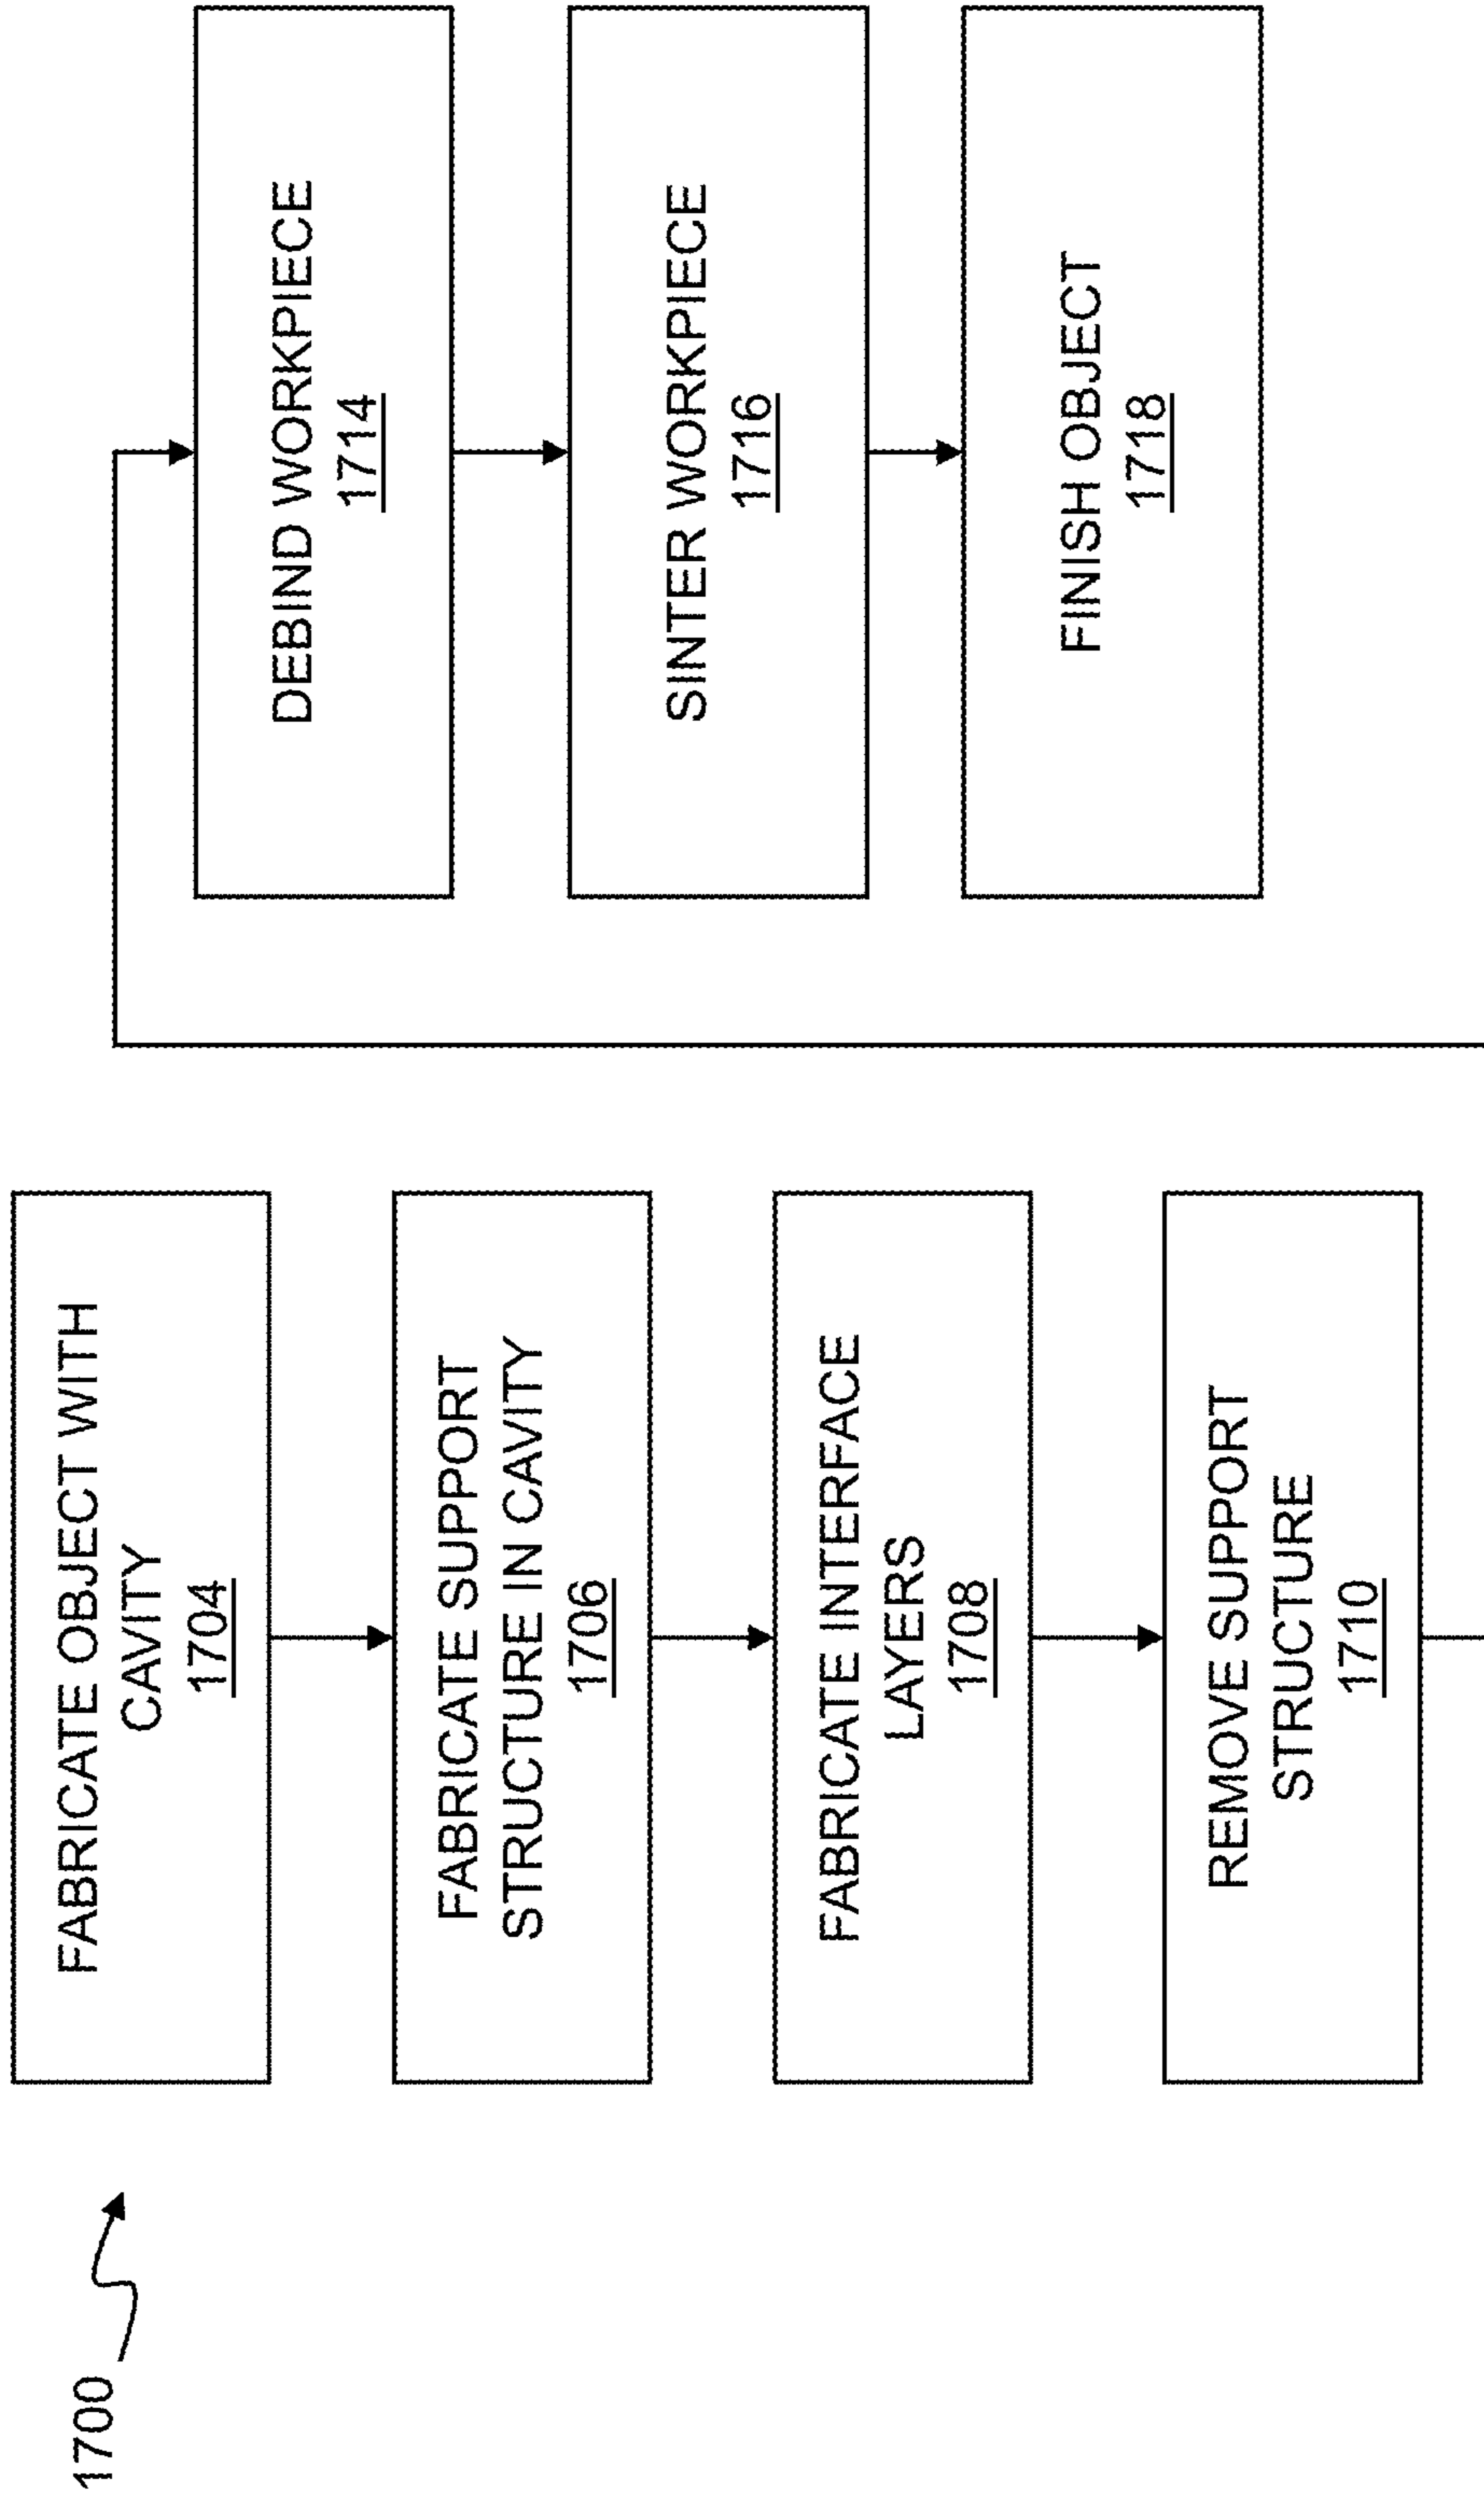 1700
FABRICATE OBJECT WITH
CAVITY
1704
FABRICATE SUPPORT
STRUCTURE IN CAVITY
1706
FABRICATE INTERFACE
LAYERS
1708
REMOVE SUPPORT
STRUCTURE
1710
DEBIND WORKPIECE
1714
SINTER WORKPIECE
1716
FINISH OBJECT
1718